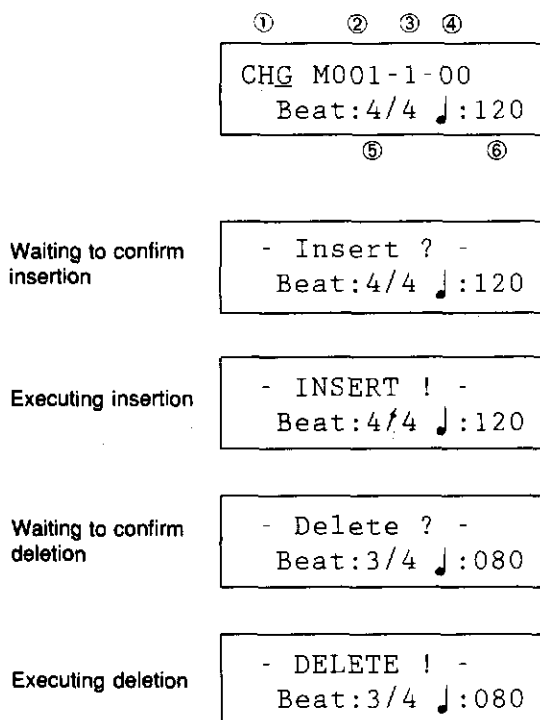 ① ② ③ ④
CHG M001-1-00
Beat:4/4 ♩:120
⑤ ⑥
Waiting to confirm
insertion
- Insert ? -
Beat:4/4 ♩:120
Executing insertion
- INSERT ! -
Beat:4/4 ♩:120
Waiting to confirm
deletion
- Delete ? -
Beat:3/4 ♩:080
Executing deletion
- DELETE ! -
Beat:3/4 ♩:080